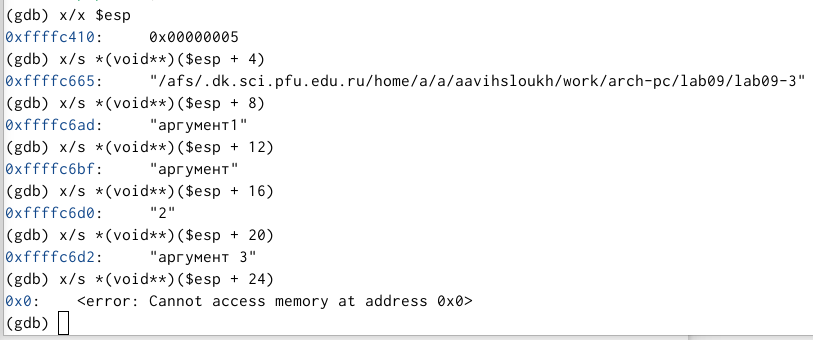 (gdb) x/x $esp
0xffffc410: 0x00000005
(gdb) x/s *(void**)($esp + 4)
0xffffc665: "/afs/.dk.sci.pfu.edu.ru/home/a/a/aavihsloukh/work/arch-pc/lab09/lab09-3"
(gdb) x/s *(void**)($esp + 8)
0xffffc6ad: "аргумент1"
(gdb) x/s *(void**)($esp + 12)
0xffffc6bf: "аргумент"
(gdb) x/s *(void**)($esp + 16)
0xffffc6d0: "2"
(gdb) x/s *(void**)($esp + 20)
0xffffc6d2: "аргумент 3"
(gdb) x/s *(void**)($esp + 24)
0x0: <error: Cannot access memory at address 0x0>
(gdb)